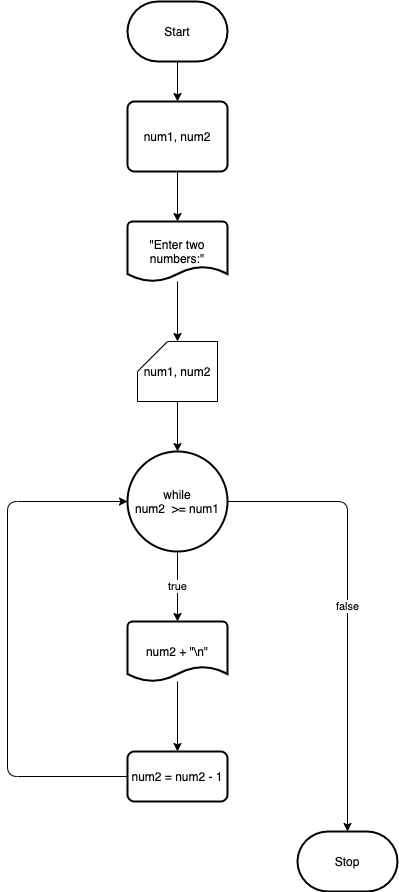 Start
num1, num2
"Enter two
numbers:"
num1, num2
while
num2  >= num1
true
false
num2 + "\n"
num2 = num2 - 1
Stop